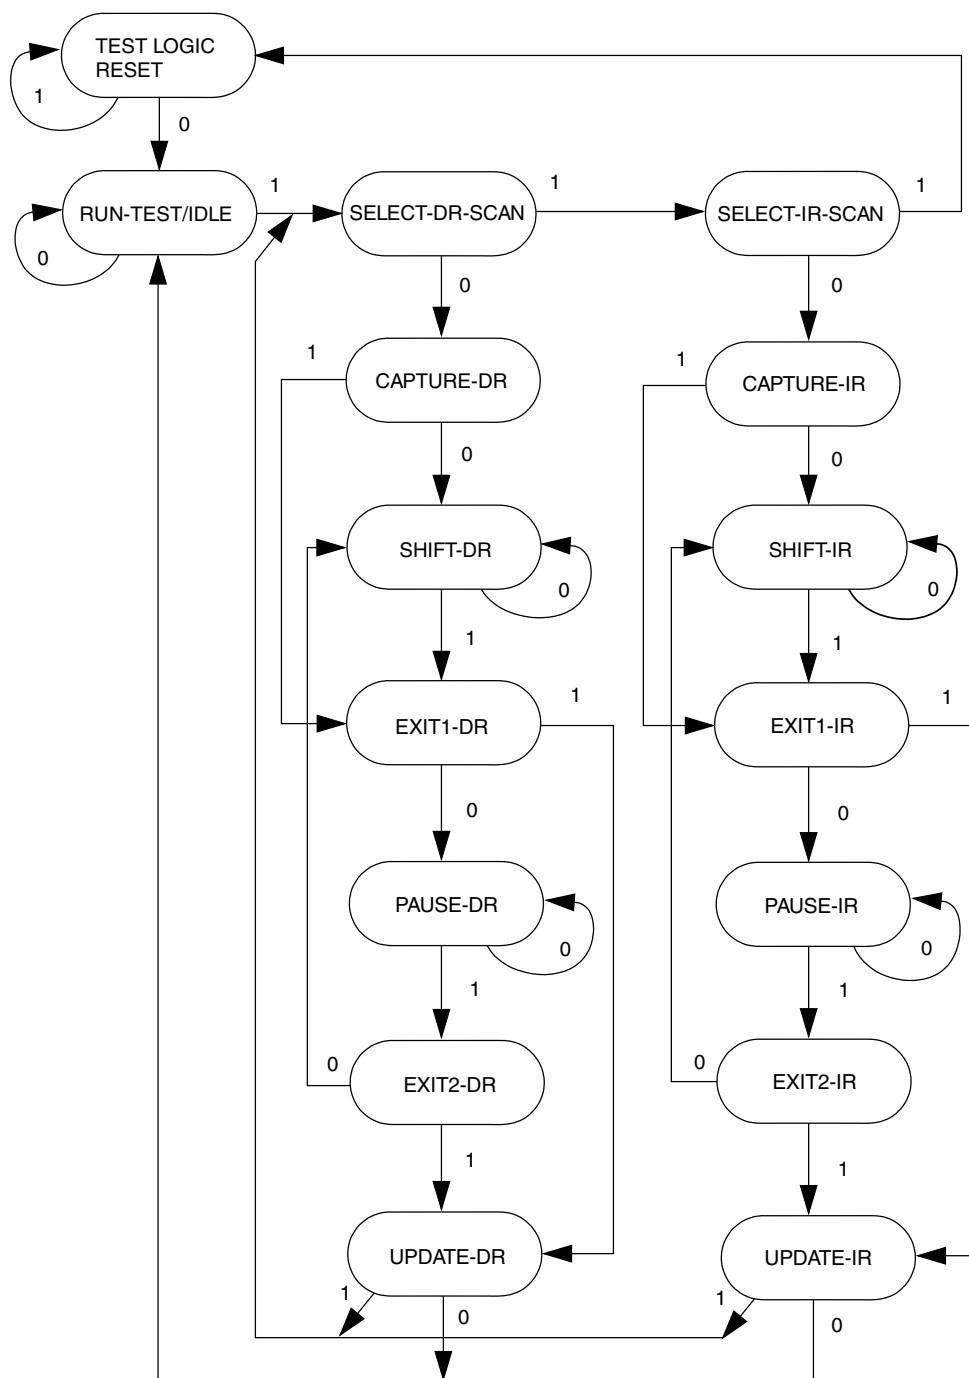 TEST LOGIC
RESET
1
0
RUN-TEST/IDLE
0
1
SELECT-DR-SCAN
1
SELECT-IR-SCAN
1
0
0
1
CAPTURE-DR
1
CAPTURE-IR
0
0
SHIFT-DR
0
SHIFT-IR
0
1
1
EXIT1-DR
1
EXIT1-IR
1
0
0
PAUSE-DR
0
PAUSE-IR
0
1
1
0
EXIT2-DR
0
EXIT2-IR
1
1
UPDATE-DR
UPDATE-IR
1
0
1
0